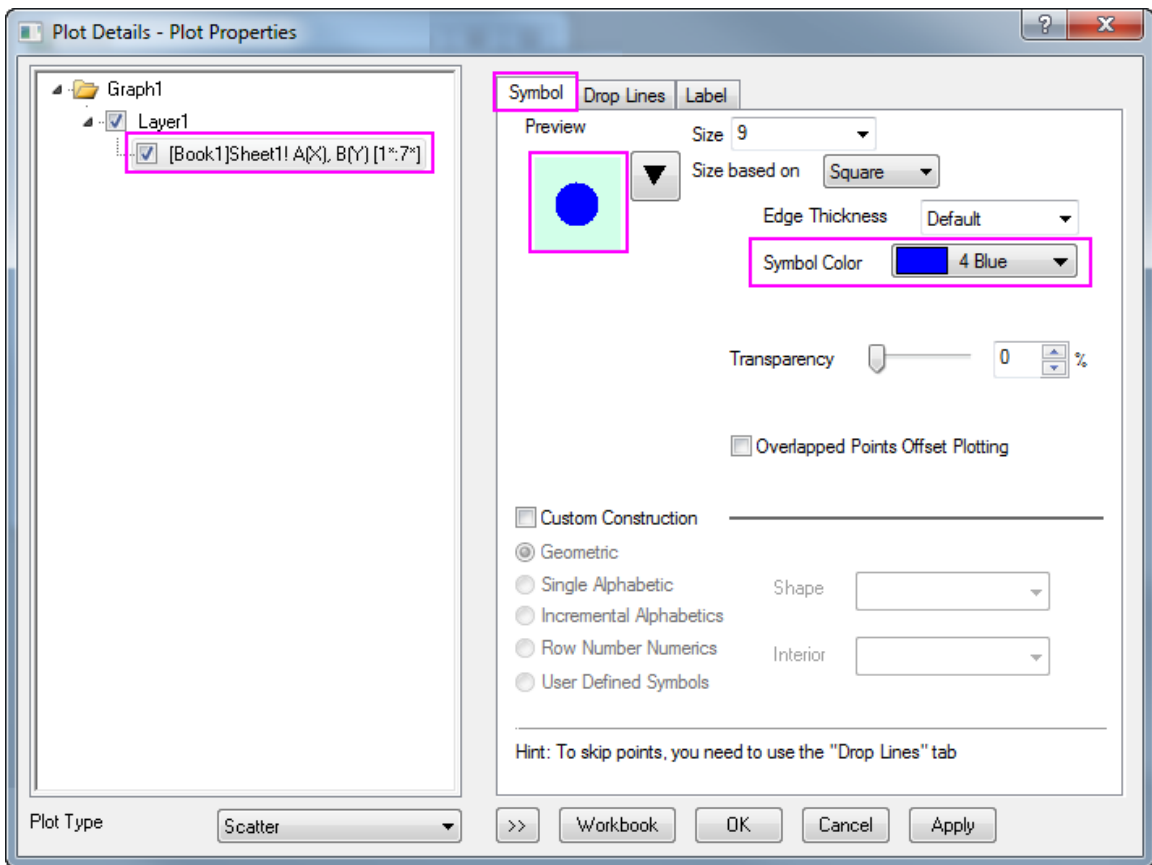 Plot Details - Plot Properties
?
Graph1
Layer1
[Book1]Sheet1! A(X), B(Y) [1*:7*]
Symbol
Drop Lines
Label
Preview
Size 9
Size based on Square
Edge Thickness Default
Symbol Color 4 Blue
Transparency 0 %
Overlapped Points Offset Plotting
Custom Construction
Geometric
Single Alphabetic
Shape
Incremental Alphabetics
Row Number Numerics
Interior
User Defined Symbols
Hint: To skip points, you need to use the "Drop Lines" tab
Plot Type Scatter
>> Workbook OK Cancel Apply